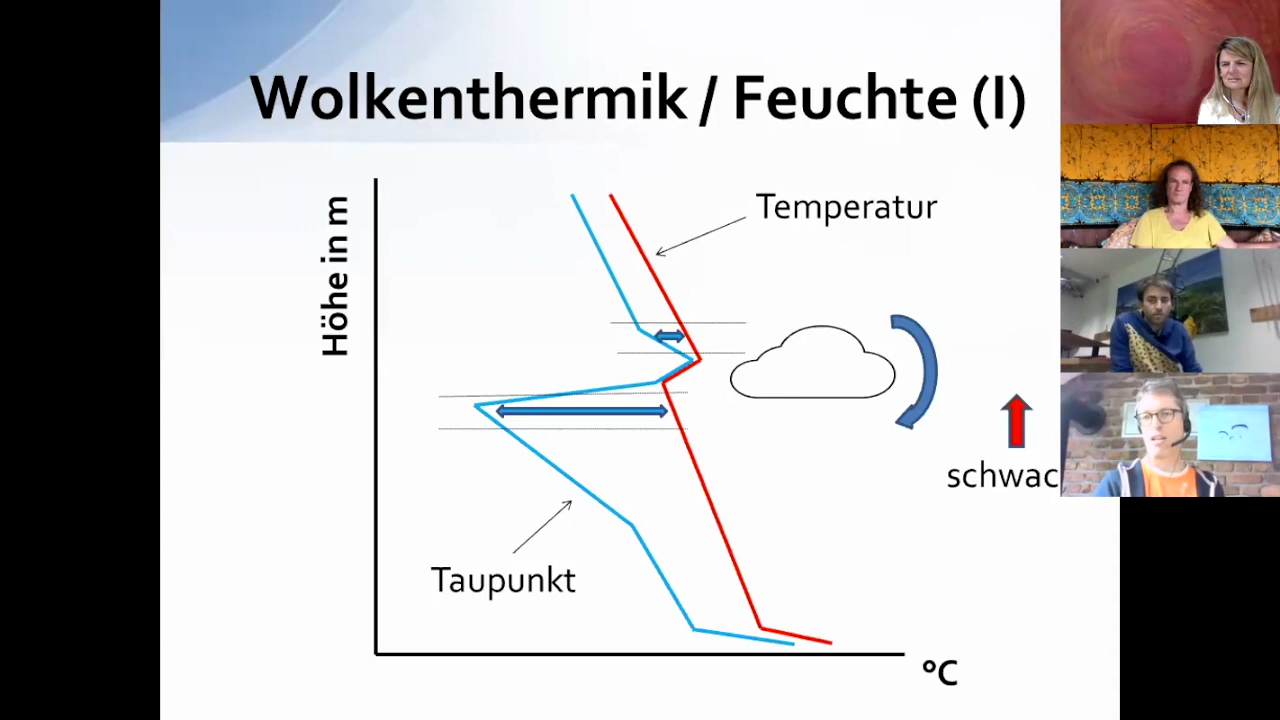 Wolkenthermik / Feuchte (I)
Höhe in m
Temperatur
schwac
Taupunkt
°C